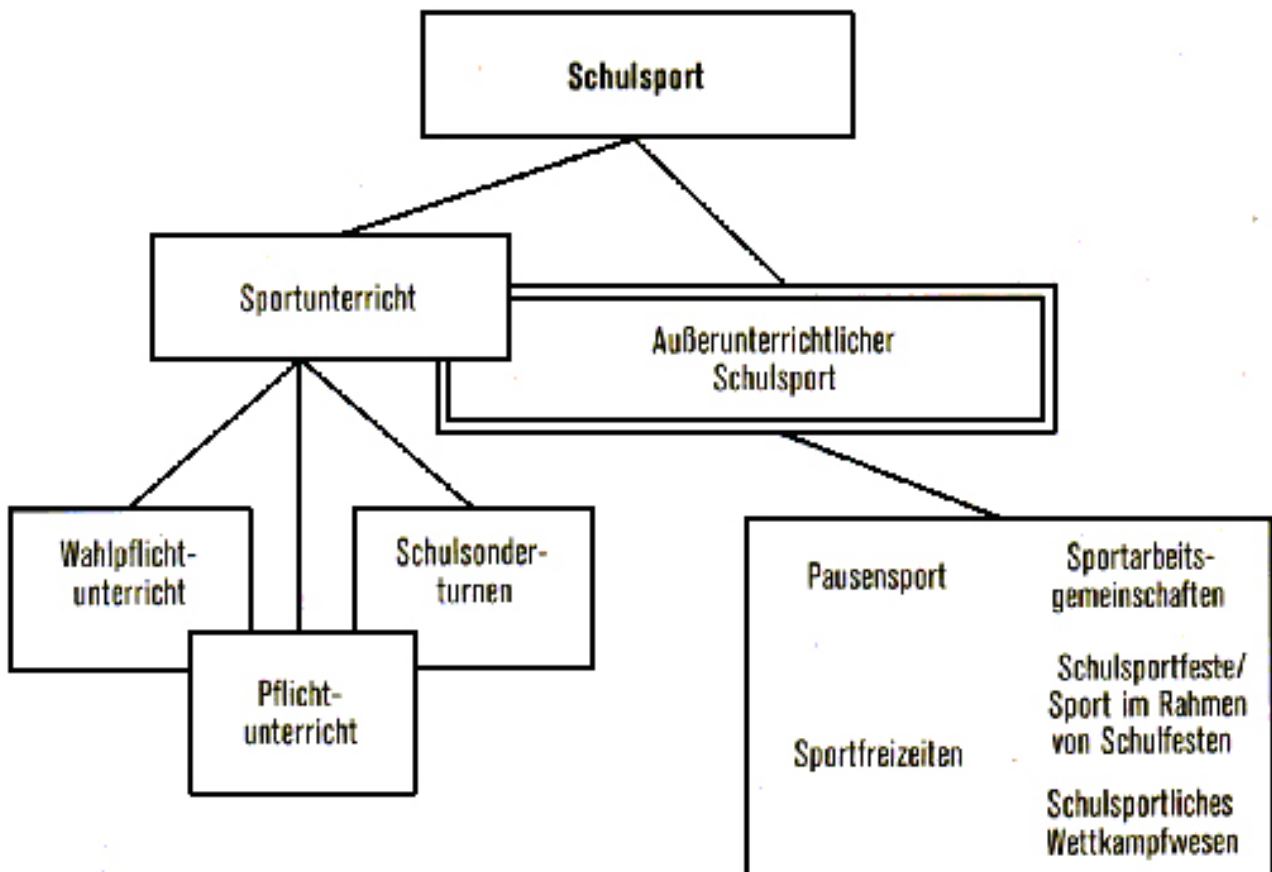 Schulsport
Sportunterricht
Außerunterrichtlicher
Schulsport
Wahlpflicht-
unterricht
Schulsonder-
turnen
Pflicht-
unterricht
Pausensport
Sportarbeits-
gemeinschaften
Schulsportfeste/
Sport im Rahmen
von Schulfesten
Sportfreizeiten
Schulsportliches
Wettkampfwesen